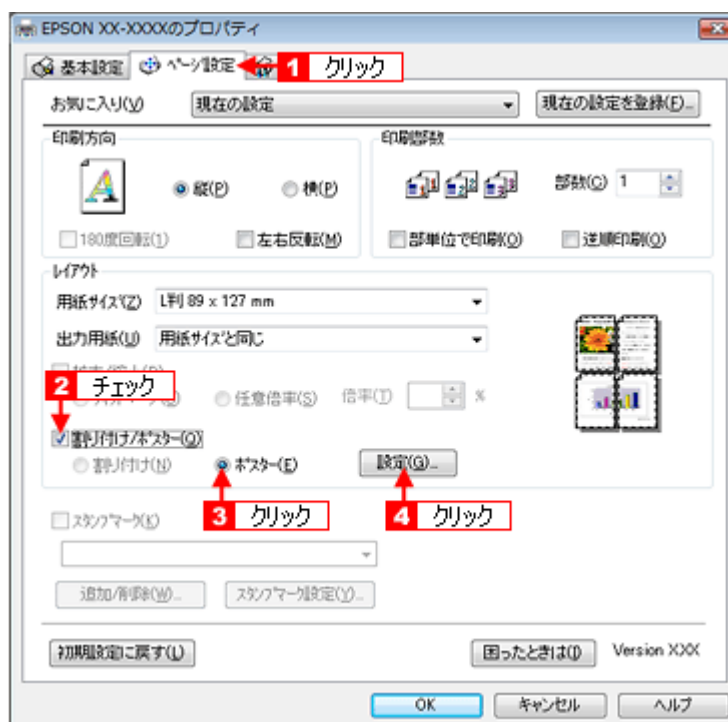 EPSON XX-XXXXのプロパティ
基本設定 ページ設定 1 クリック
お気に入り(V) 現在の設定 現在の設定を登録(F)...
印刷方向 印刷部数
縦(P) 横(P) 部数(C) 1
180度回転(1) 左右反転(M) 部単位で印刷(O) 逆順印刷(O)
レイアウト
用紙サイズ(Z) L判 89 x 127 mm
出力用紙(U) 用紙サイズと同じ
2 チェック
任意倍率(S) 倍率(T) %
割り付け/ポスター(Q)
割り付け(N) ポスター(E) 設定(G)...
スタンプマーク(K) 3 クリック 4 クリック
追加/削除(W)... スタンプマーク設定(Y)...
初期設定に戻す(L) 困ったときは(I) Version X.XX
OK キャンセル ヘルプ